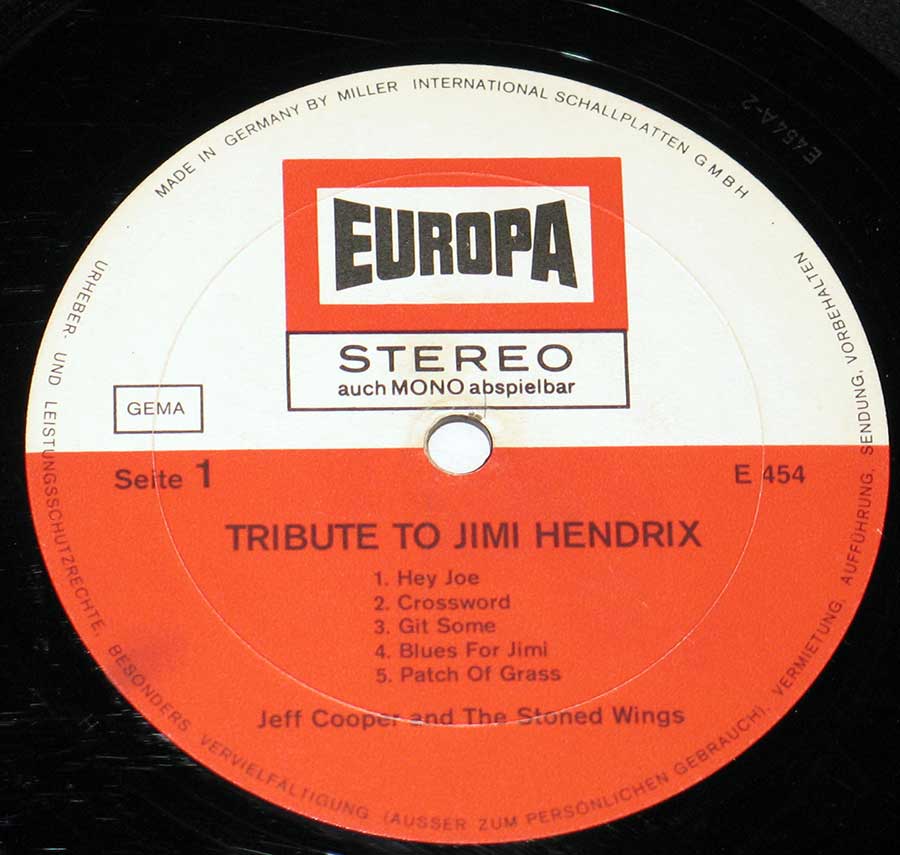 MADE IN GERMANY BY MILLER INTERNATIONAL SCHALLPLATTEN GMBH
E454A-2
EUROPA
STEREO
auch MONO abspielbar
GEMA
Seite 1
E 454
TRIBUTE TO JIMI HENDRIX
1. Hey Joe
2. Crossword
3. Git Some
4. Blues For Jimi
5. Patch Of Grass
Jeff Cooper and The Stoned Wings
URHEBER- UND LEISTUNGSSCHUTZRECHTE, BESONDERS VERVIELFÄLTIGUNG (AUSSER ZUM PERSÖNLICHEN GEBRAUCH), VERMIETUNG, AUFFÜHRUNG, SENDUNG, VORBEHALTEN